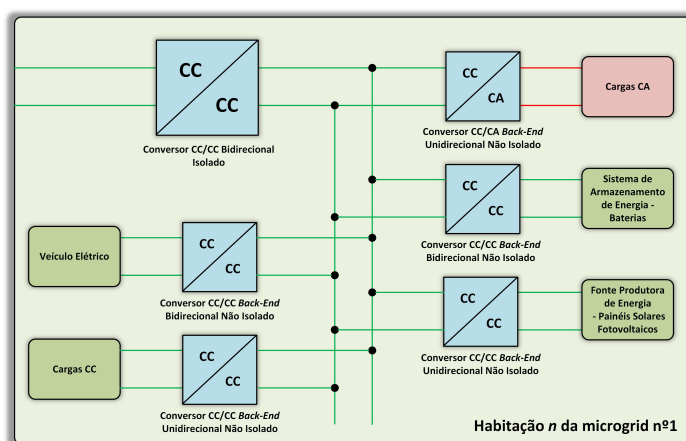 CC
CC
Conversor CC/CC Bidirecional
Isolado
CC
CA
Conversor CC/CA Back-End
Unidirecional Não Isolado
Cargas CA
CC
CC
Conversor CC/CC Back-End
Bidirecional Não Isolado
Sistema de
Armazenamento
de Energia -
Baterias
Veículo Elétrico
CC
CC
Conversor CC/CC Back-End
Bidirecional Não Isolado
CC
CC
Conversor CC/CC Back-End
Unidirecional Não Isolado
Fonte Produtora
de Energia
- Painéis Solares
Fotovoltaicos
Cargas CC
CC
CC
Conversor CC/CC Back-End
Unidirecional Não Isolado
Habitação n da microgrid nº1